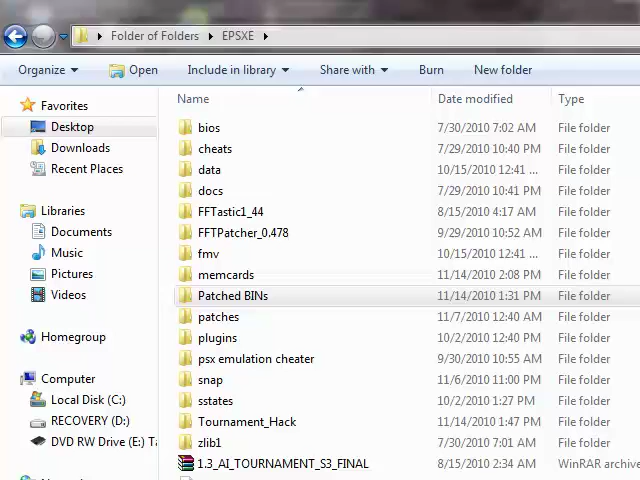 Folder of Folders EPSXE
Organize Open Include in library Share with Burn New folder
Name Date modified Type
Favorites
Desktop
Downloads
Recent Places
Libraries
Documents
Music
Pictures
Videos
Homegroup
Computer
Local Disk (C:)
RECOVERY (D:)
DVD RW Drive (E:) Ta
bios 7/30/2010 7:02 AM File folder
cheats 7/29/2010 10:40 PM File folder
data 10/15/2010 12:41 ... File folder
docs 7/29/2010 10:41 PM File folder
FFTastic1_44 8/15/2010 4:17 AM File folder
FFTPatcher_0.478 9/29/2010 10:52 AM File folder
fmv 10/15/2010 12:41 ... File folder
memcards 11/14/2010 2:08 PM File folder
Patched BINs 11/14/2010 1:31 PM File folder
patches 11/7/2010 12:40 AM File folder
plugins 10/2/2010 12:40 PM File folder
psx emulation cheater 9/30/2010 10:55 AM File folder
snap 11/6/2010 11:00 PM File folder
sstates 10/2/2010 1:27 PM File folder
Tournament_Hack 11/14/2010 1:47 PM File folder
zlib1 7/30/2010 7:01 AM File folder
1.3_AI_TOURNAMENT_S3_FINAL 8/15/2010 2:34 AM WinRAR archive